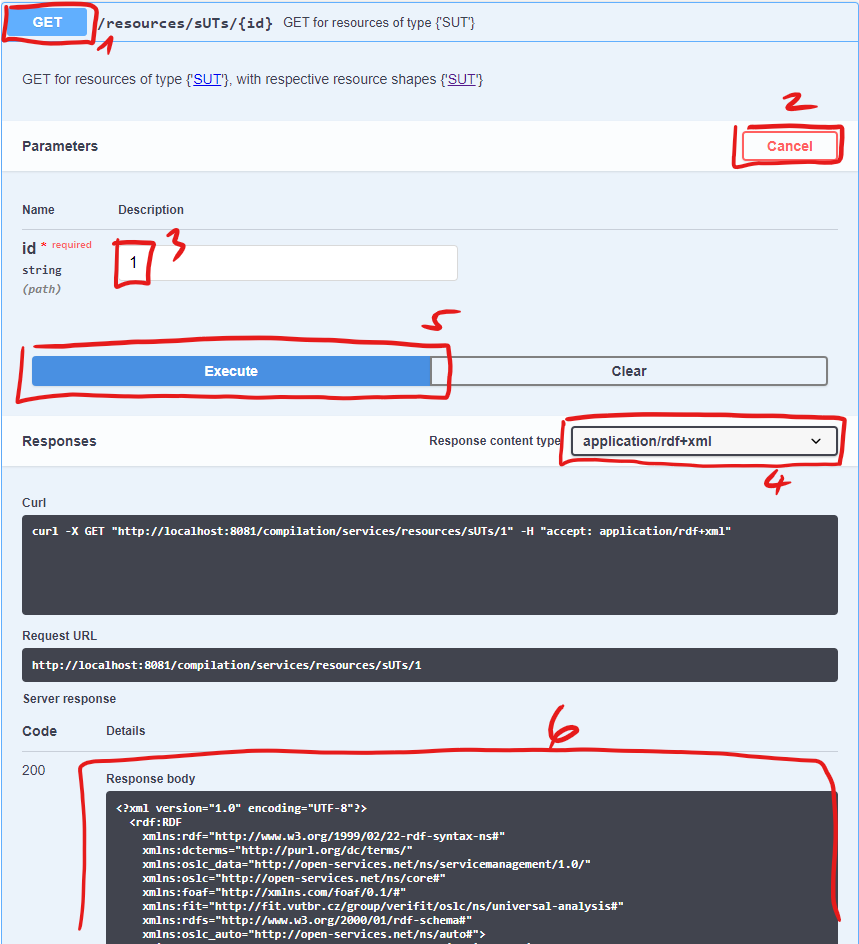 GET /resources/sUTs/{id} GET for resources of type {'SUT'}
1
GET for resources of type {'SUT'}, with respective resource shapes {'SUT'}
2
Parameters Cancel
Name Description
3
id * required
string
(path)
1
5
Execute Clear
Responses Response content type application/rdf+xml
4
Curl
curl -X GET "http://localhost:8081/compilation/services/resources/sUTs/1" -H "accept: application/rdf+xml"
Request URL
http://localhost:8081/compilation/services/resources/sUTs/1
Server response
6
Code Details
200
Response body
<?xml version="1.0" encoding="UTF-8"?>
<rdf:RDF
xmlns:rdf="http://www.w3.org/1999/02/22-rdf-syntax-ns#"
xmlns:dcterms="http://purl.org/dc/terms/"
xmlns:oslc_data="http://open-services.net/ns/servicemanagement/1.0/"
xmlns:oslc="http://open-services.net/ns/core#"
xmlns:foaf="http://xmlns.com/foaf/0.1/#"
xmlns:fit="http://fit.vutbr.cz/group/verifit/oslc/ns/universal-analysis#"
xmlns:rdfs="http://www.w3.org/2000/01/rdf-schema#"
xmlns:oslc_auto="http://open-services.net/ns/auto#">